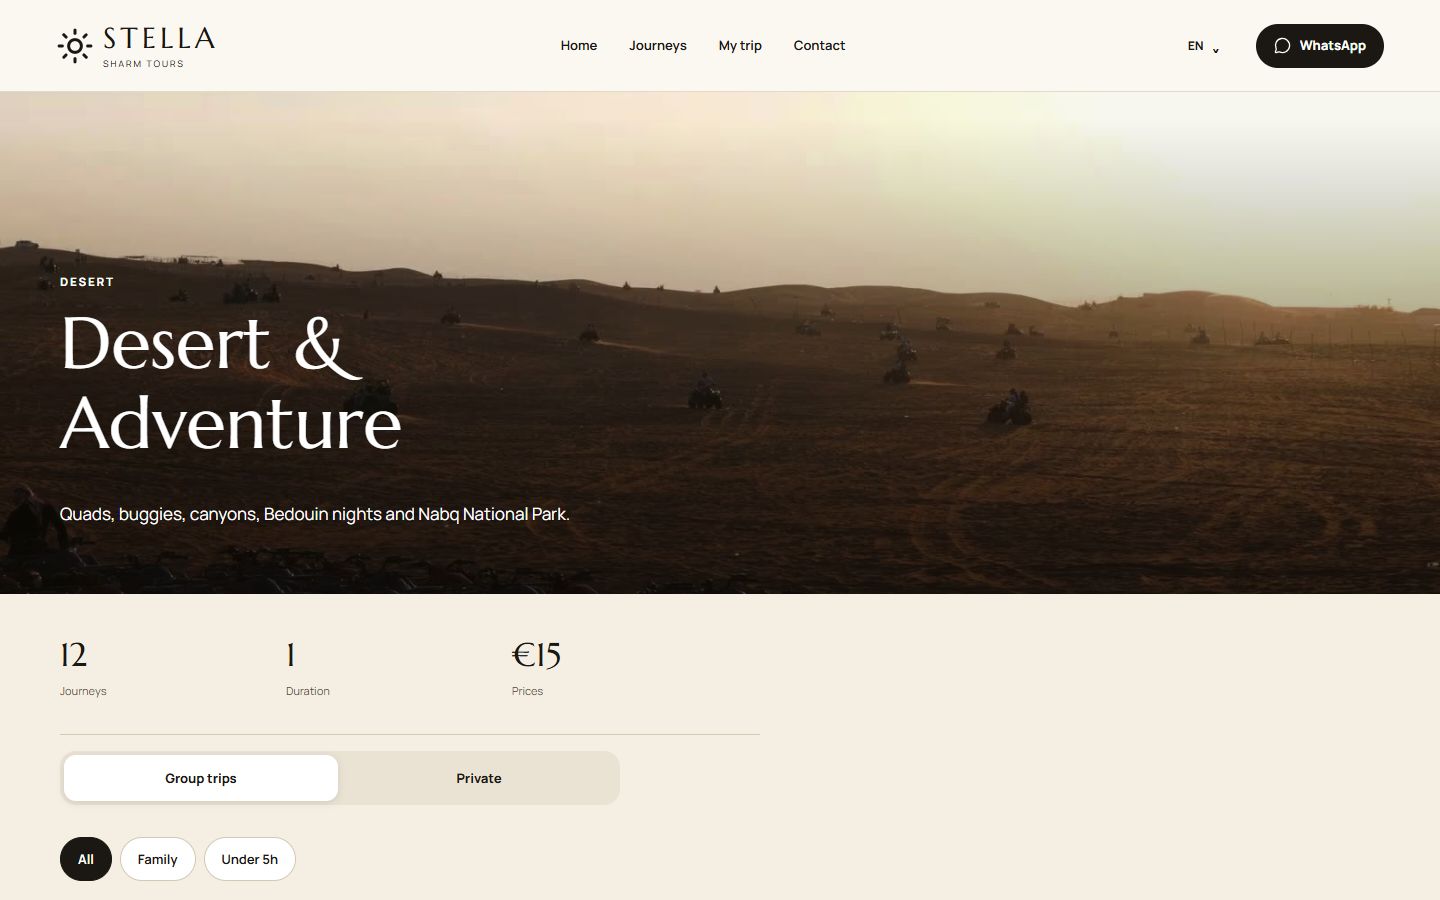 STELLA
SHARM TOURS
Home
Journeys
My trip
Contact
EN
WhatsApp
DESERT
Desert &
Adventure
Quads, buggies, canyons, Bedouin nights and Nabq National Park.
12
Journeys
1
Duration
€15
Prices
Group trips
Private
All
Family
Under 5h